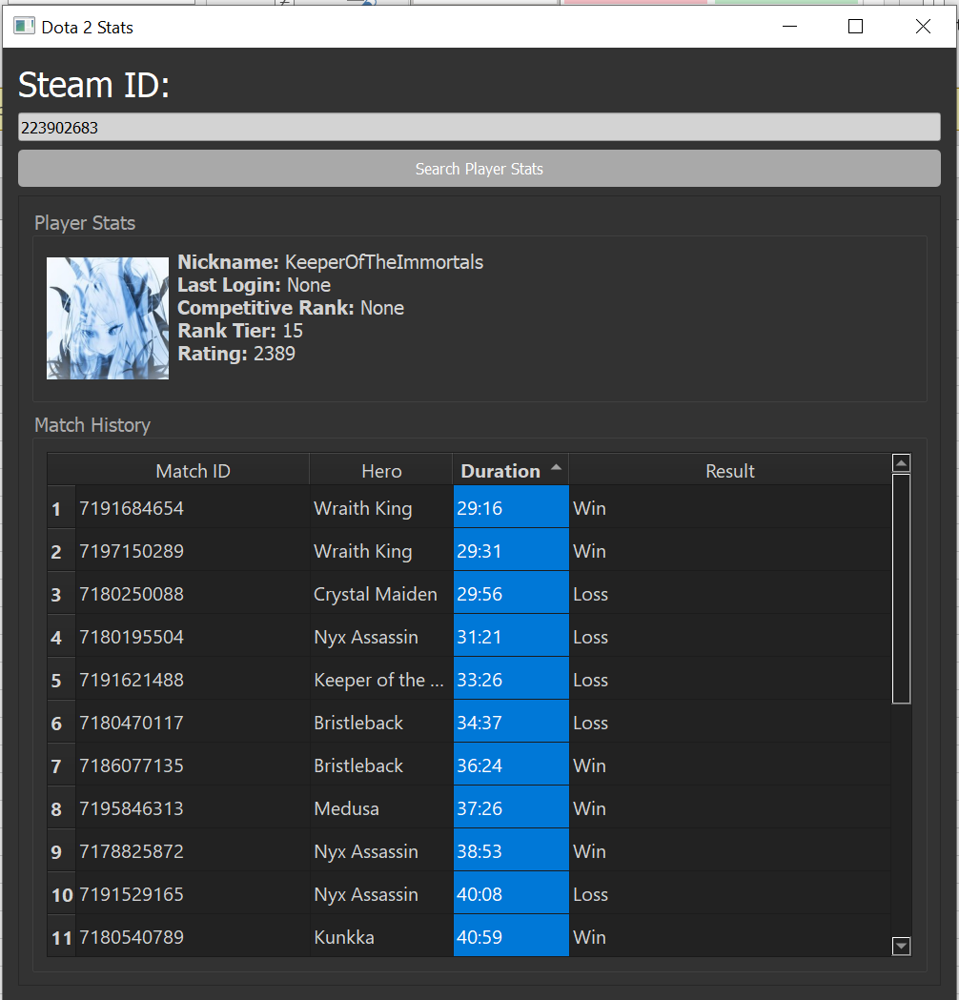 Dota 2 Stats
Steam ID:
223902683
Search Player Stats
Player Stats
Nickname: KeeperOfTheImmortals
Last Login: None
Competitive Rank: None
Rank Tier: 15
Rating: 2389
Match History
Match ID Hero Duration Result
1 7191684654 Wraith King 29:16 Win
2 7197150289 Wraith King 29:31 Win
3 7180250088 Crystal Maiden 29:56 Loss
4 7180195504 Nyx Assassin 31:21 Loss
5 7191621488 Keeper of the ... 33:26 Loss
6 7180470117 Bristleback 34:37 Loss
7 7186077135 Bristleback 36:24 Win
8 7195846313 Medusa 37:26 Win
9 7178825872 Nyx Assassin 38:53 Win
10 7191529165 Nyx Assassin 40:08 Loss
11 7180540789 Kunkka 40:59 Win